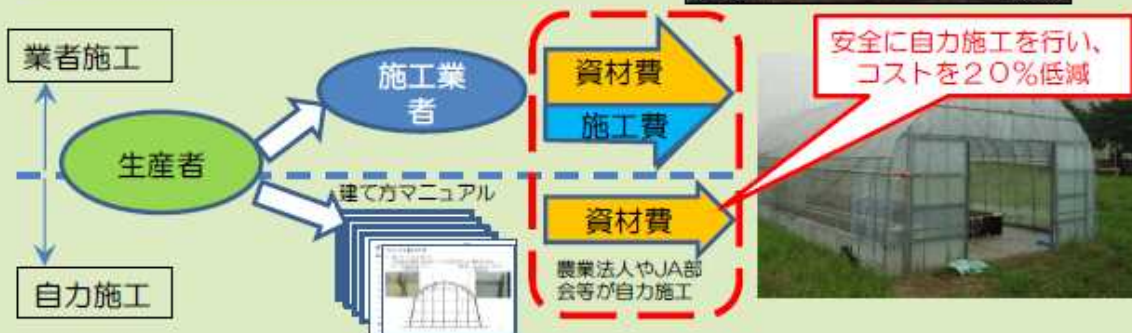 業者施工
生産者
自力施工
施工業
者
建て方マニュアル
資材費
施工費
資材費
農業法人やJA部
会等が自力施工
安全に自力施工を行い、
コストを20%低減